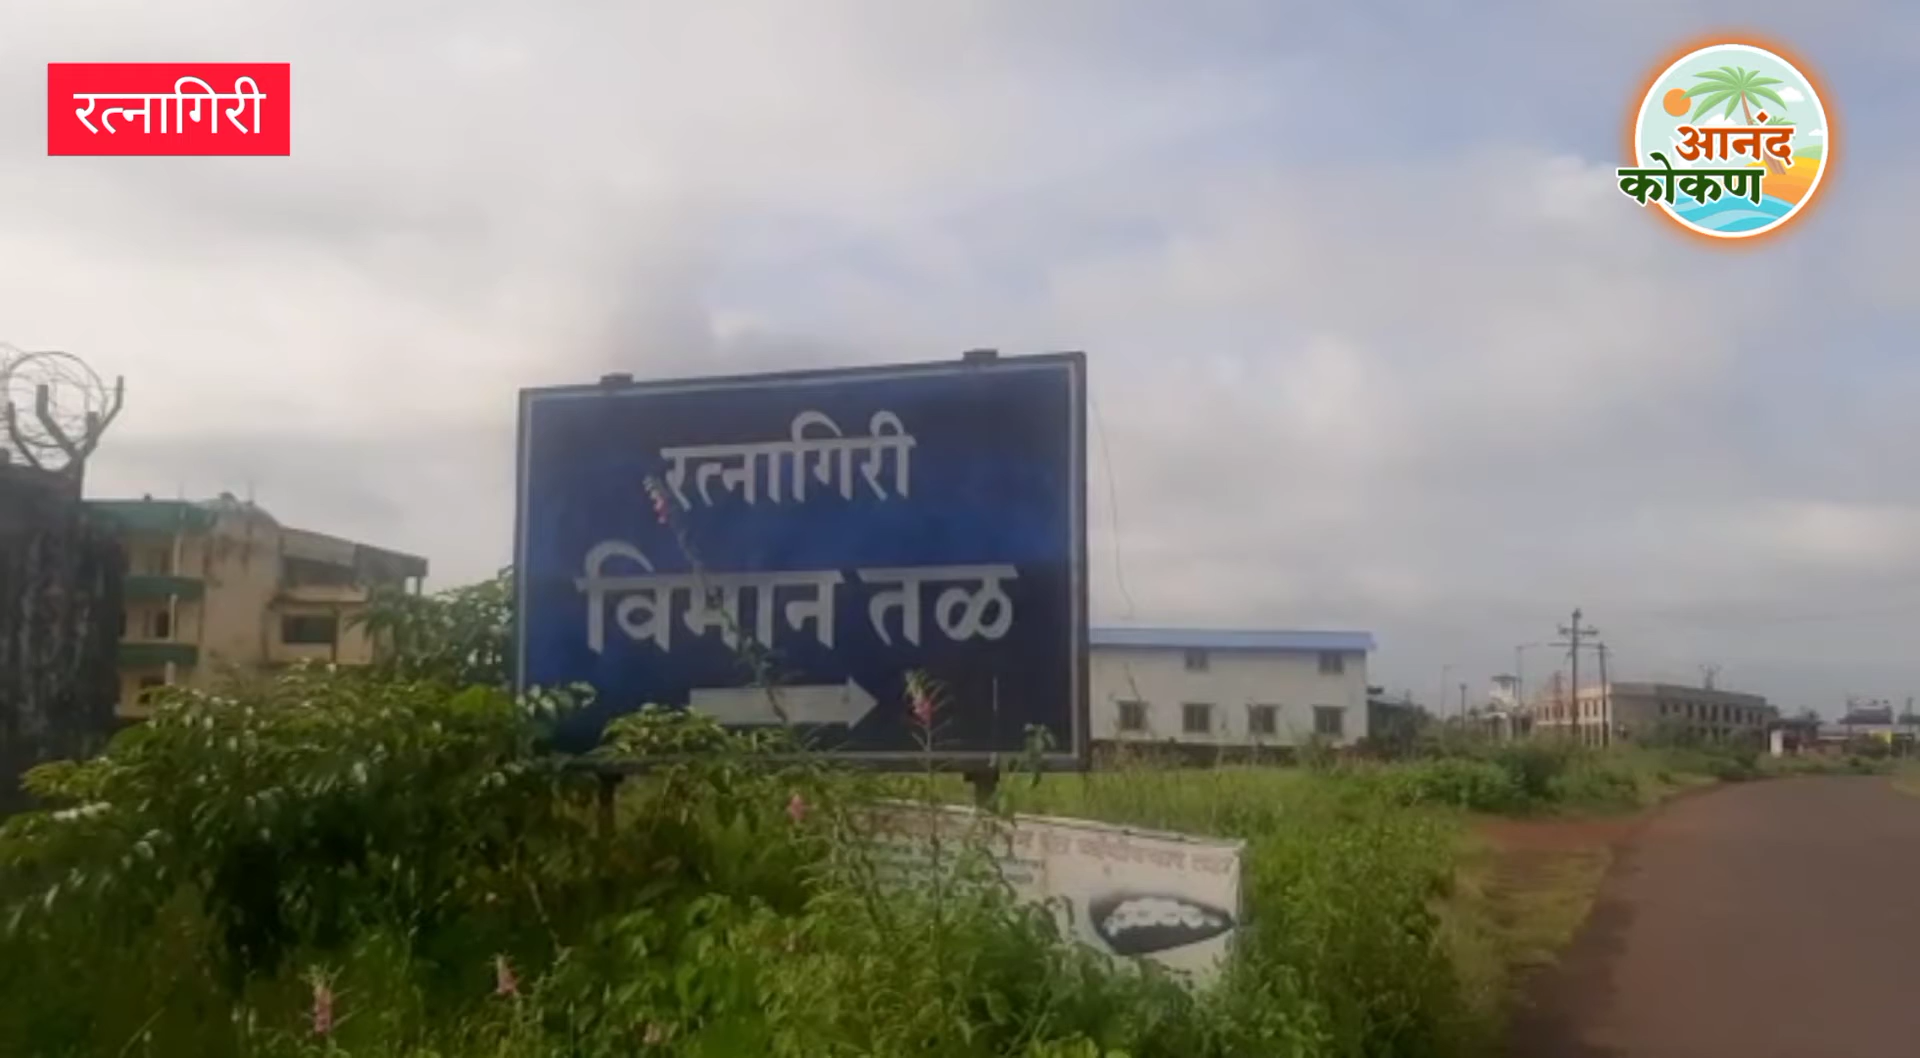 रत्नागिरी
आनंद
कोकण
रत्नागिरी
विमान तळ